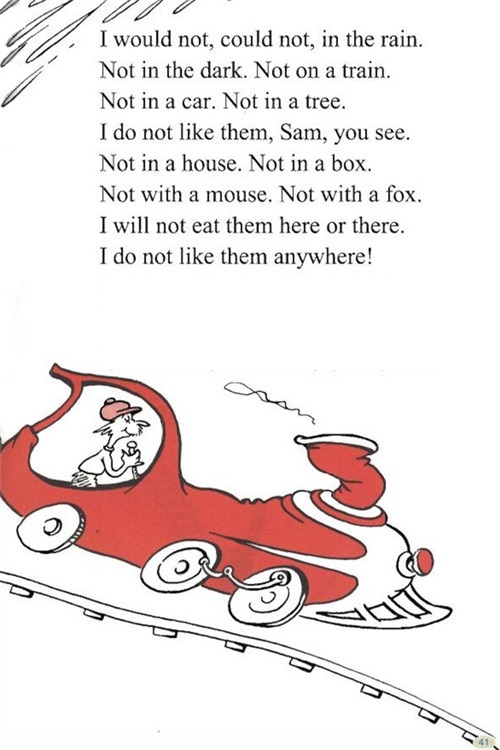 I would not, could not, in the rain.
Not in the dark. Not on a train.
Not in a car. Not in a tree.
I do not like them, Sam, you see.
Not in a house. Not in a box.
Not with a mouse. Not with a fox.
I will not eat them here or there.
I do not like them anywhere!
41